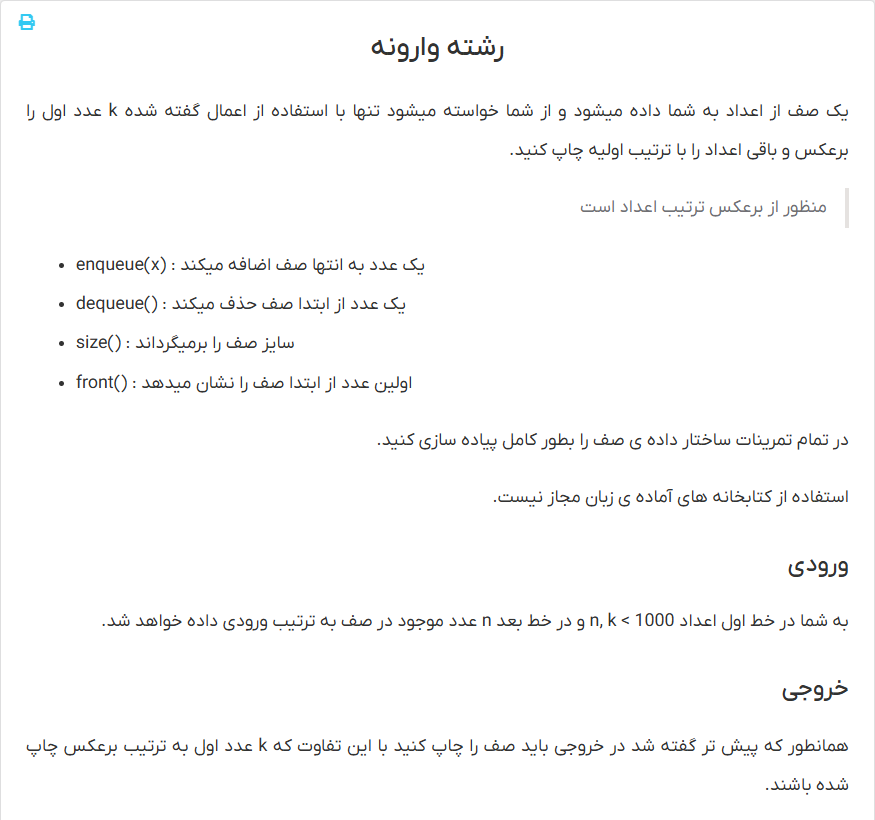 رشته وارونه
یک صف از اعداد به شما داده میشود و از شما خواسته میشود تنها با استفاده از اعمال گفته شده k عدد اول را
برعکس و باقی اعداد را با ترتیب اولیه چاپ کنید.
منظور از برعکس ترتیب اعداد است
• enqueue(x) : یک عدد به انتها صف اضافه میکند
• dequeue() : یک عدد از ابتدا صف حذف میکند
• size() : سایز صف را برمیگرداند
• front() : اولین عدد از ابتدا صف را نشان میدهد
در تمام تمرینات ساختار داده ی صف را بطور کامل پیاده سازی کنید.
استفاده از کتابخانه های آماده ی زبان مجاز نیست.
ورودی
به شما در خط اول اعداد n, k < 1000 و در خط بعد n عدد موجود در صف به ترتیب ورودی داده خواهد شد.
خروجی
همانطور که پیش تر گفته شد در خروجی باید صف را چاپ کنید با این تفاوت که k عدد اول به ترتیب برعکس چاپ
شده باشند.